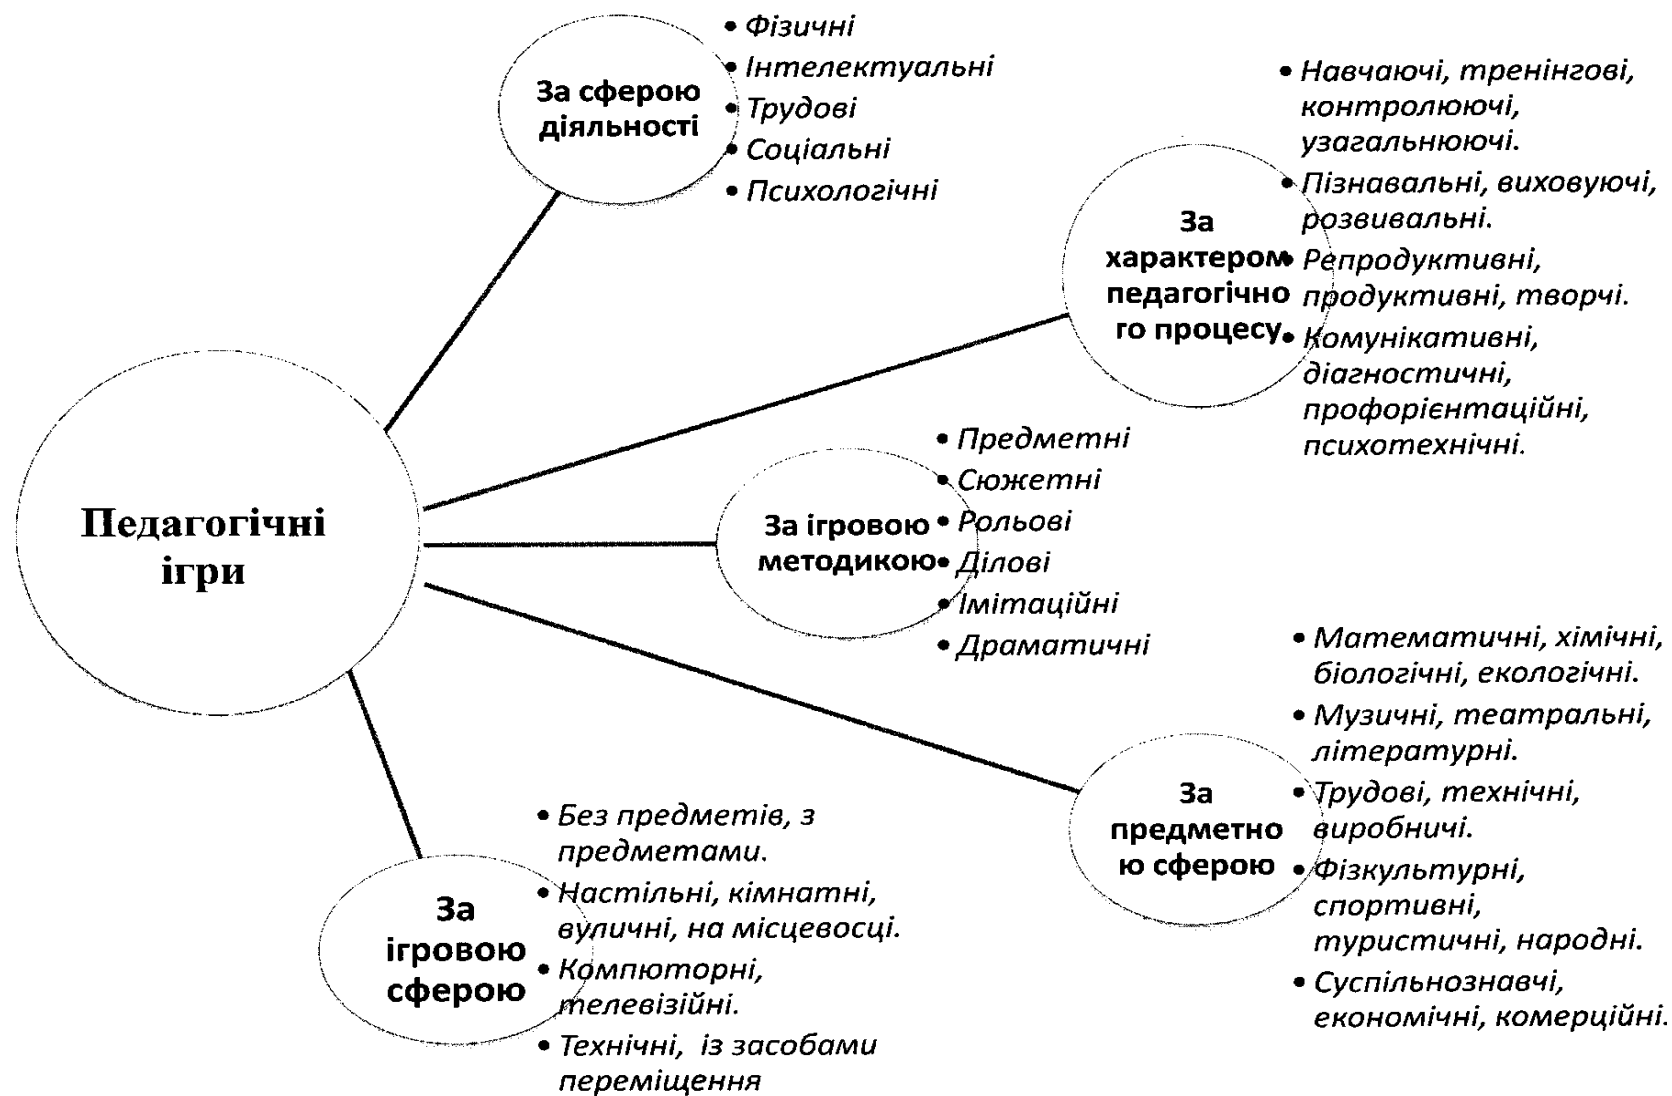 Педагогічні
ігри
За сферою
діяльності
• Фізичні
• Інтелектуальні
• Трудові
• Соціальні
• Психологічні
За
характером
педагогічно
го процесу
• Навчаючі, тренінгові,
контролюючі,
узагальнюючі.
• Пізнавальні, виховуючі,
розвивальні.
• Репродуктивні,
продуктивні, творчі.
• Комунікативні,
діагностичні,
профорієнтаційні,
психотехнічні.
За ігровою
методикою
• Предметні
• Сюжетні
• Рольові
• Ділові
• Імітаційні
• Драматичні
За
предметно
ю сферою
• Математичні, хімічні,
біологічні, екологічні.
• Музичні, театральні,
літературні.
• Трудові, технічні,
виробничі.
• Фізкультурні,
спортивні,
туристичні, народні.
• Суспільнознавчі,
економічні, комерційні.
За
ігровою
сферою
• Без предметів, з
предметами.
• Настільні, кімнатні,
вуличні, на місцевосці.
• Компюторні,
телевізійні.
• Технічні, із засобами
переміщення